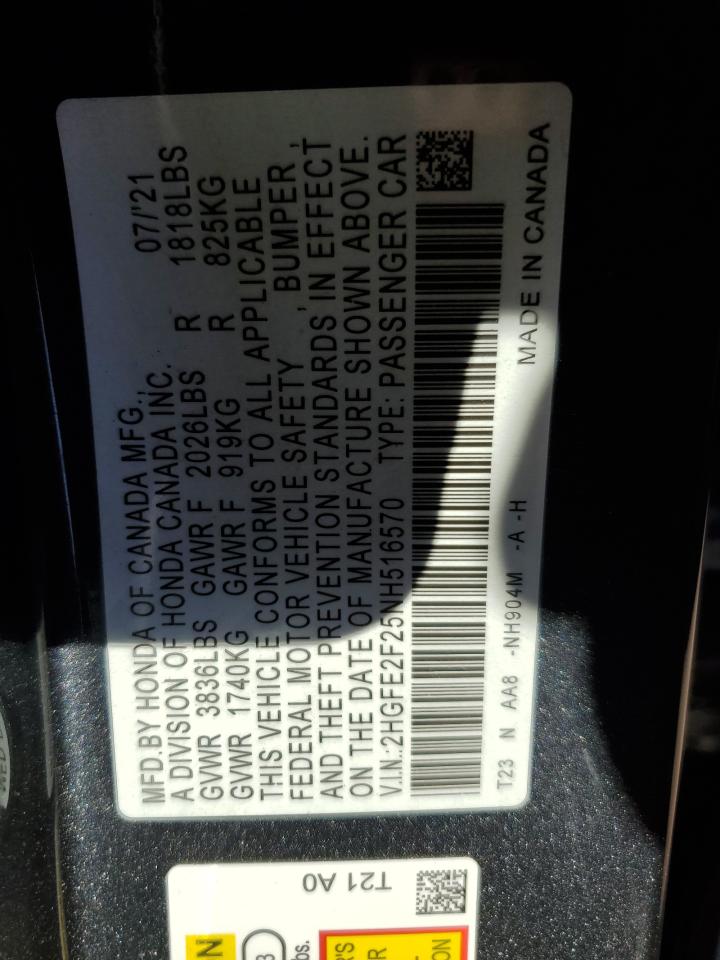 MFD.BY HONDA OF CANADA MFG., 07/'21
A DIVISION OF HONDA CANADA INC.
GVWR 3836LBS GAWR F 2026LBS R 1818LBS
GVWR 1740KG GAWR F 919KG R 825KG
THIS VEHICLE CONFORMS TO ALL APPLICABLE
FEDERAL MOTOR VEHICLE SAFETY , BUMPER ,
AND THEFT PREVENTION STANDARDS IN EFFECT
ON THE DATE OF MANUFACTURE SHOWN ABOVE.
V.I.N.:2HGFE2F25NH516570 TYPE: PASSENGER CAR
T23 N AA8 -NH904M -A -H MADE IN CANADA
T21 A0